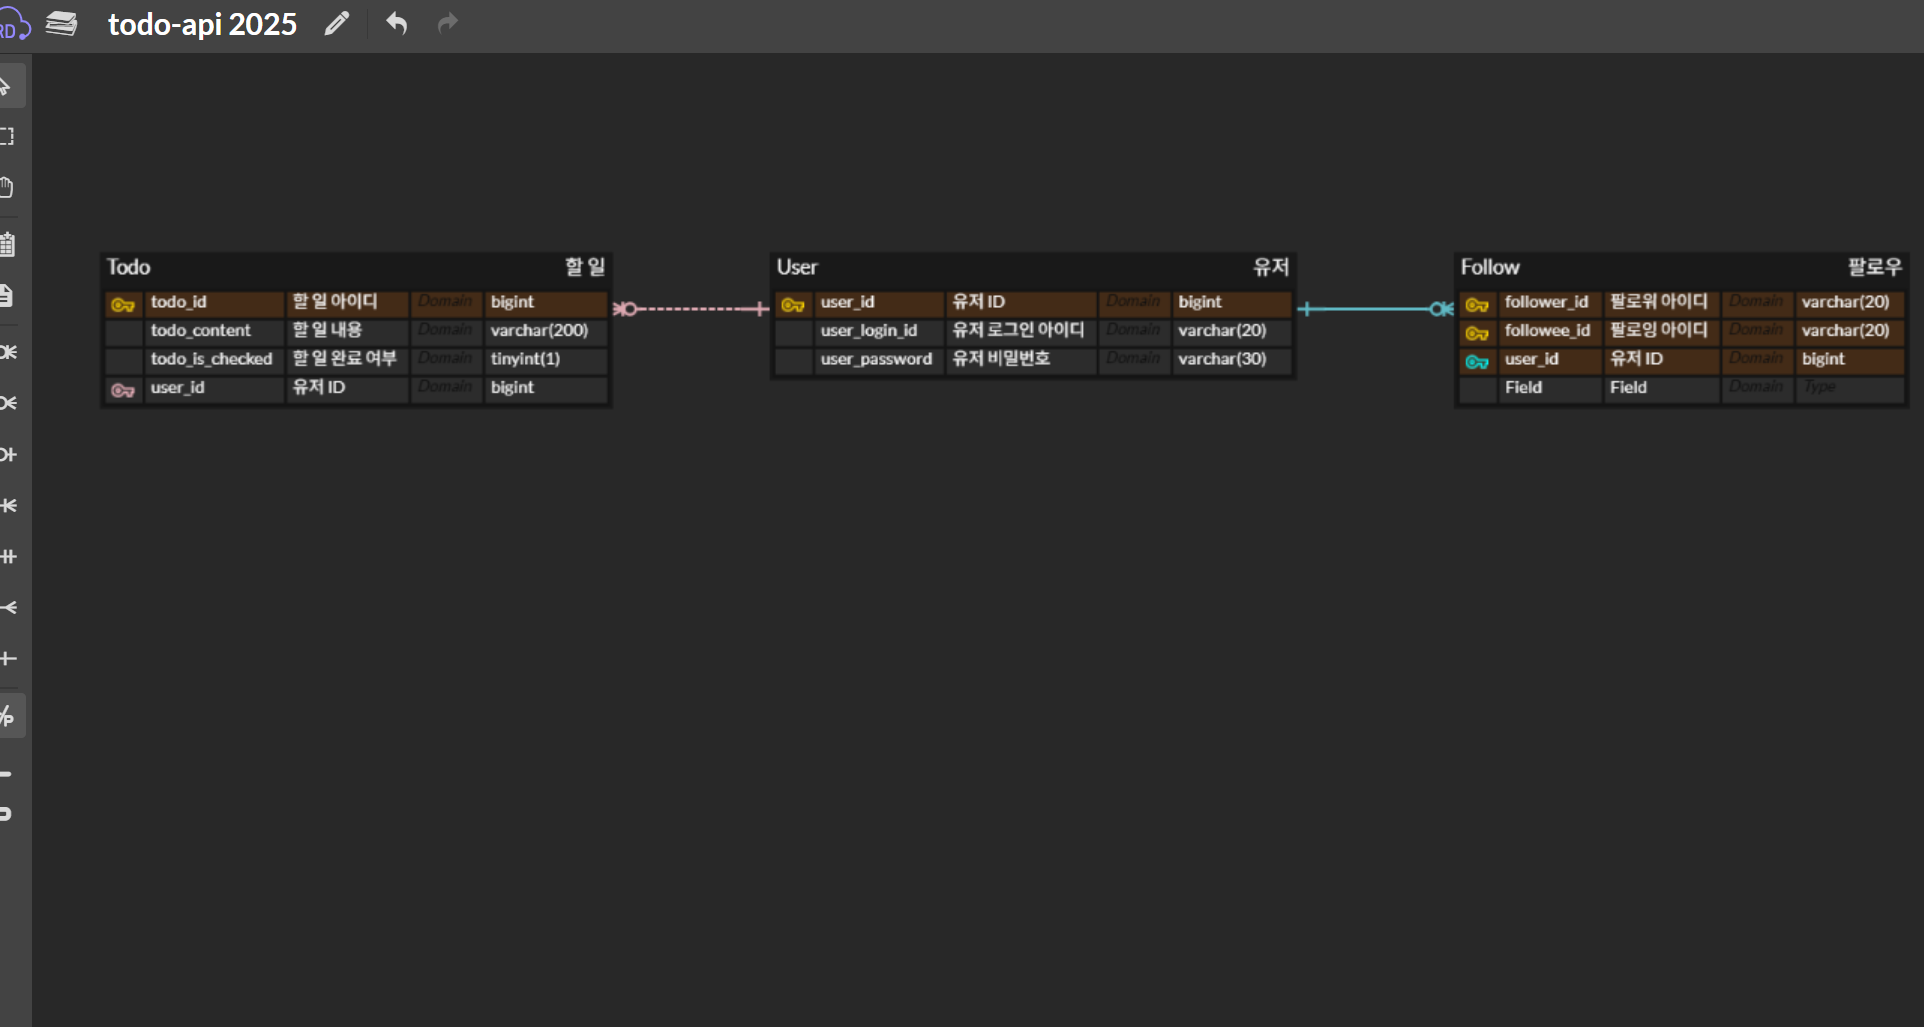 RD todo-api 2025
Todo 할 일
todo_id 할 일 아이디 Domain bigint
todo_content 할 일 내용 Domain varchar(200)
todo_is_checked 할 일 완료 여부 Domain tinyint(1)
user_id 유저 ID Domain bigint
User 유저
user_id 유저 ID Domain bigint
user_login_id 유저 로그인 아이디 Domain varchar(20)
user_password 유저 비밀번호 Domain varchar(30)
Follow 팔로우
follower_id 팔로워 아이디 Domain varchar(20)
followee_id 팔로잉 아이디 Domain varchar(20)
user_id 유저 ID Domain bigint
Field Field Domain Type